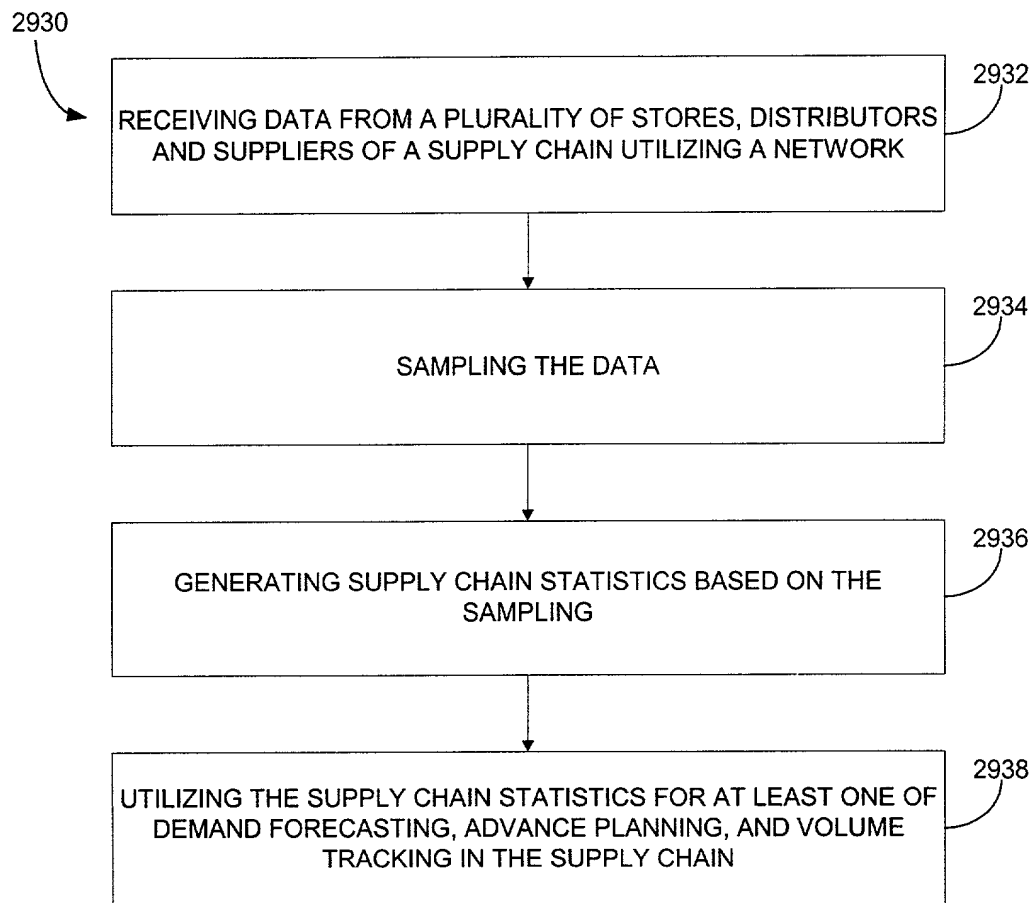 2930
2932
RECEIVING DATA FROM A PLURALITY OF STORES, DISTRIBUTORS
AND SUPPLIERS OF A SUPPLY CHAIN UTILIZING A NETWORK
2934
SAMPLING THE DATA
2936
GENERATING SUPPLY CHAIN STATISTICS BASED ON THE
SAMPLING
2938
UTILIZING THE SUPPLY CHAIN STATISTICS FOR AT LEAST ONE OF
DEMAND FORECASTING, ADVANCE PLANNING, AND VOLUME
TRACKING IN THE SUPPLY CHAIN